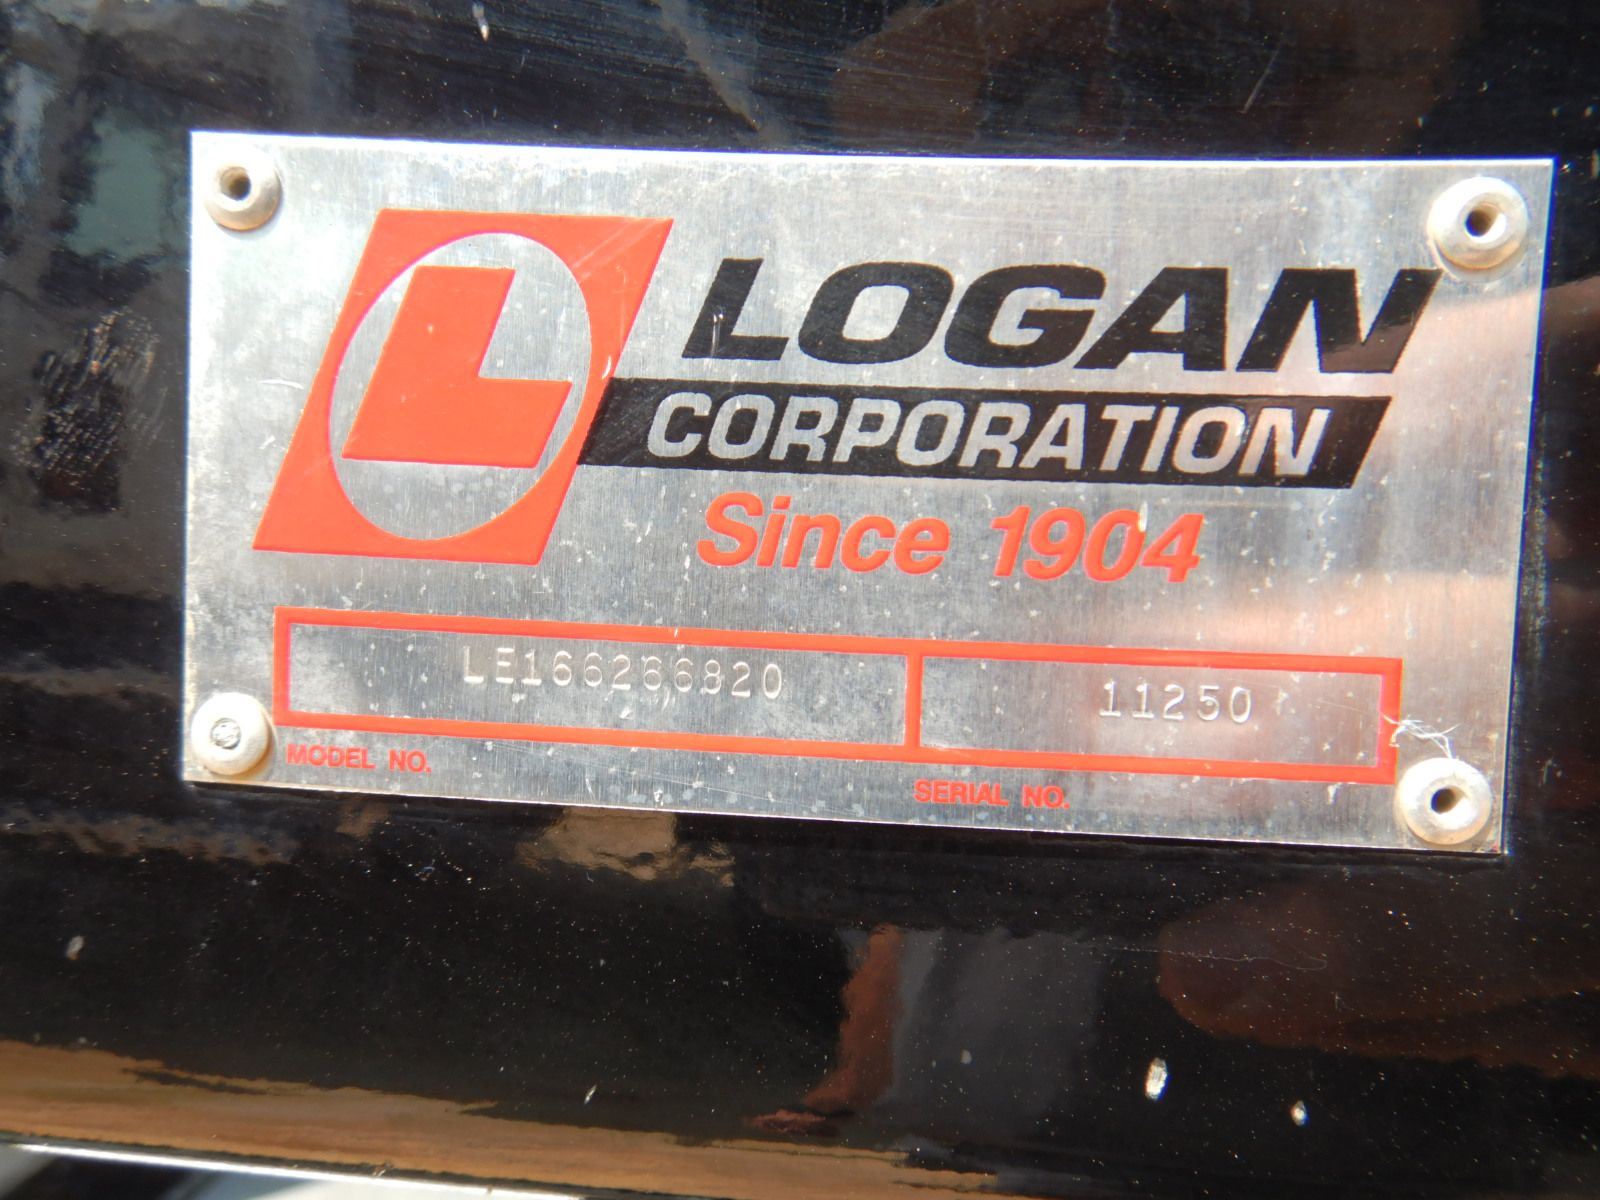 L
LOGAN
CORPORATION
Since 1904
LE166266820
11250
MODEL NO.
SERIAL NO.